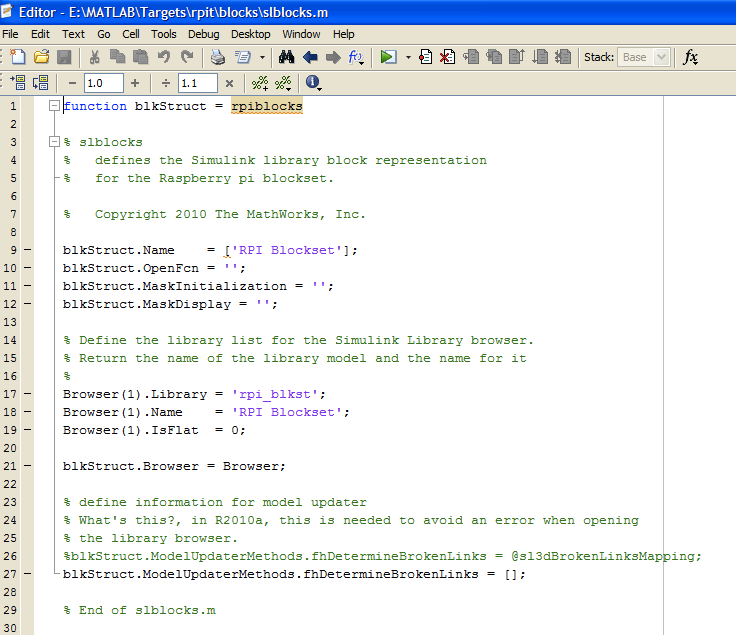 Editor - E:\MATLAB\Targets\rpit\blocks\slblocks.m
File Edit Text Go Cell Tools Debug Desktop Window Help
Stack: Base fx
1.0 1.1
1 function blkStruct = rpiblocks
2
3 % slblocks
4 %   defines the Simulink library block representation
5 %   for the Raspberry pi blockset.
6
7 %   Copyright 2010 The MathWorks, Inc.
8
9 blkStruct.Name    = ['RPI Blockset'];
10 blkStruct.OpenFcn = '';
11 blkStruct.MaskInitialization = '';
12 blkStruct.MaskDisplay = '';
13
14 % Define the library list for the Simulink Library browser.
15 % Return the name of the library model and the name for it
16 %
17 Browser(1).Library = 'rpi_blkst';
18 Browser(1).Name    = 'RPI Blockset';
19 Browser(1).IsFlat  = 0;
20
21 blkStruct.Browser = Browser;
22
23 % define information for model updater
24 % What's this?, in R2010a, this is needed to avoid an error when opening
25 % the library browser.
26 %blkStruct.ModelUpdaterMethods.fhDetermineBrokenLinks = @sl3dBrokenLinksMapping;
27 blkStruct.ModelUpdaterMethods.fhDetermineBrokenLinks = [];
28
29 % End of slblocks.m
30